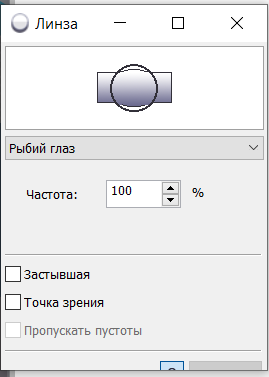 Линза
Рыбий глаз
Частота: 100 %
Застывшая
Точка зрения
Пропускать пустоты